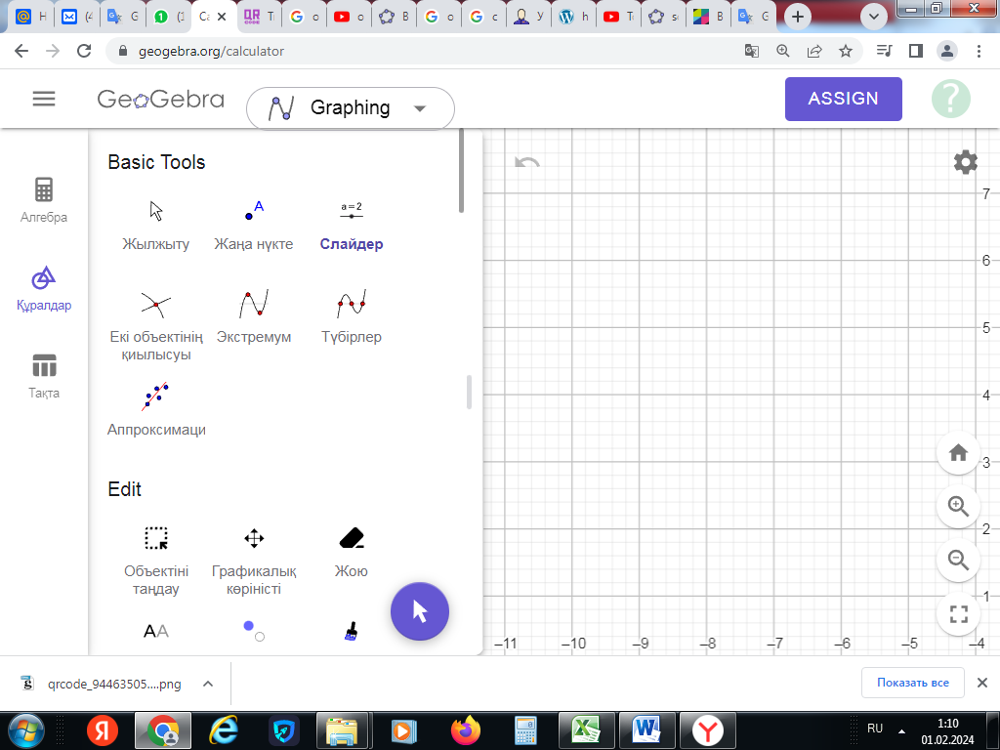 H
(4
G
(1
Ca
QR
CODE
T
o
o
B
o
c
У
h
T
s
B
G
geogebra.org/calculator
GeoGebra
Graphing
ASSIGN
?
Алгебра
Құралдар
Тақта
Basic Tools
A
a=2
Жылжыту
Жаңа нүкте
Слайдер
Екі объектінің
қиылысуы
Экстремум
Түбірлер
Аппроксимаци
Edit
Объектіні
таңдау
Графикалық
көріністі
Жою
AA
7
6
5
4
3
2
1
–11
–10
–9
–8
–7
–6
–5
–4
qrcode_94463505....png
Показать все
RU
1:10
01.02.2024